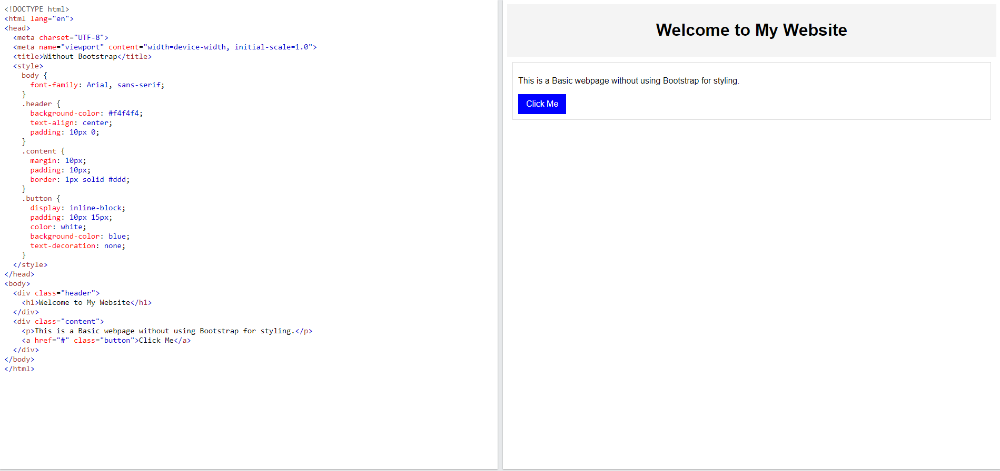 <!DOCTYPE html>
<html lang="en">
<head>
  <meta charset="UTF-8">
  <meta name="viewport" content="width=device-width, initial-scale=1.0">
  <title>Without Bootstrap</title>
  <style>
    body {
      font-family: Arial, sans-serif;
    }
    .header {
      background-color: #f4f4f4;
      text-align: center;
      padding: 10px 0;
    }
    .content {
      margin: 10px;
      padding: 10px;
      border: 1px solid #ddd;
    }
    .button {
      display: inline-block;
      padding: 10px 15px;
      color: white;
      background-color: blue;
      text-decoration: none;
    }
  </style>
</head>
<body>
  <div class="header">
    <h1>Welcome to My Website</h1>
  </div>
  <div class="content">
    <p>This is a Basic webpage without using Bootstrap for styling.</p>
    <a href="#" class="button">Click Me</a>
  </div>
</body>
</html>
Welcome to My Website
This is a Basic webpage without using Bootstrap for styling.
Click Me